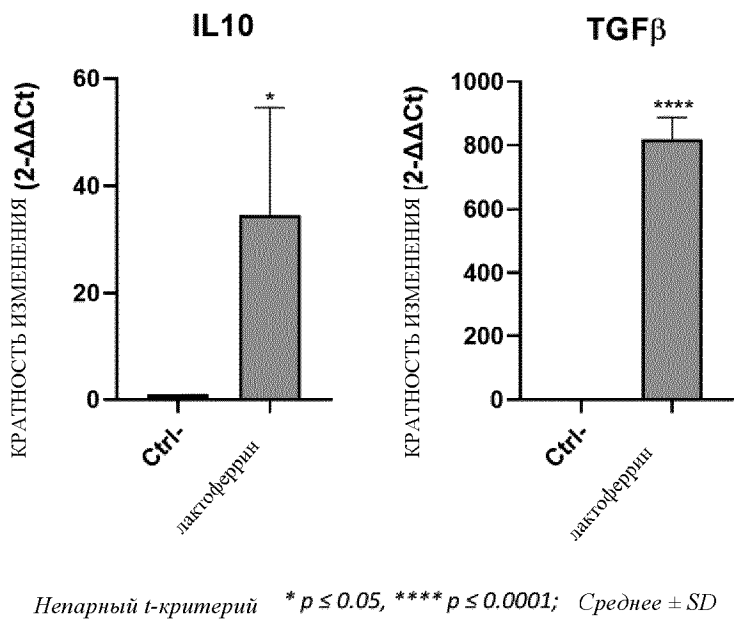 IL10
КРАТНОСТЬ ИЗМЕНЕНИЯ (2-ΔΔCt)
60
40
20
0
*
Ctrl-
лактоферрин
TGFβ
КРАТНОСТЬ ИЗМЕНЕНИЯ [2-ΔΔCt)
1000
800
600
400
200
0
****
Ctrl-
лактоферрин
Непарный t-критерий * p ≤ 0.05, **** p ≤ 0.0001; Среднее ± SD